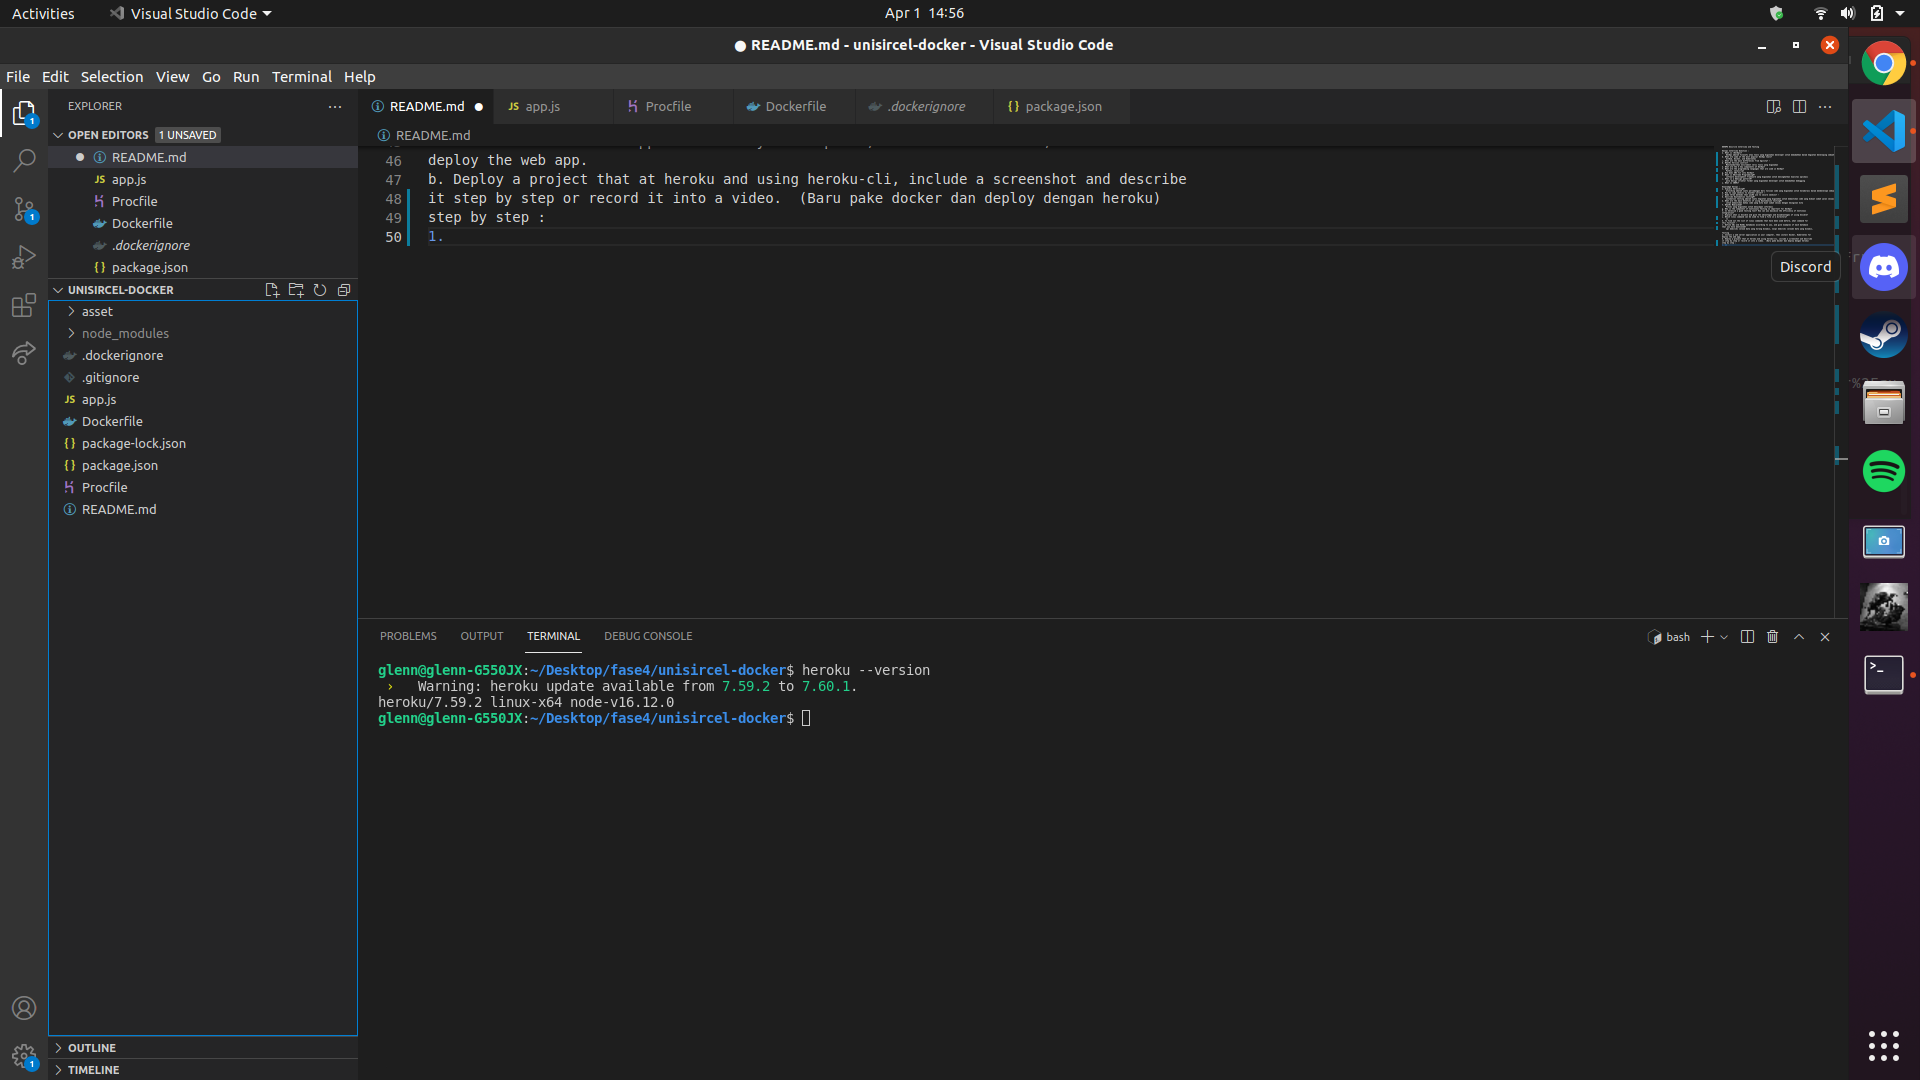 Activities
Visual Studio Code
Apr 1 14:56
● README.md - unisircel-docker - Visual Studio Code
File Edit Selection View Go Run Terminal Help
EXPLORER
OPEN EDITORS 1 UNSAVED
README.md
app.js
Procfile
Dockerfile
.dockerignore
package.json
UNISIRCEL-DOCKER
asset
node_modules
.dockerignore
.gitignore
app.js
Dockerfile
package-lock.json
package.json
Procfile
README.md
OUTLINE
TIMELINE
README.md
JS app.js
Procfile
Dockerfile
.dockerignore
{} package.json
README.md
46 deploy the web app.
47 b. Deploy a project that at heroku and using heroku-cli, include a screenshot and describe
48 it step by step or record it into a video.  (Baru pake docker dan deploy dengan heroku)
49 step by step :
50 1.
Discord
PROBLEMS OUTPUT TERMINAL DEBUG CONSOLE
bash
glenn@glenn-G550JX:~/Desktop/fase4/unisircel-docker$ heroku --version
› Warning: heroku update available from 7.59.2 to 7.60.1.
heroku/7.59.2 linux-x64 node-v16.12.0
glenn@glenn-G550JX:~/Desktop/fase4/unisircel-docker$